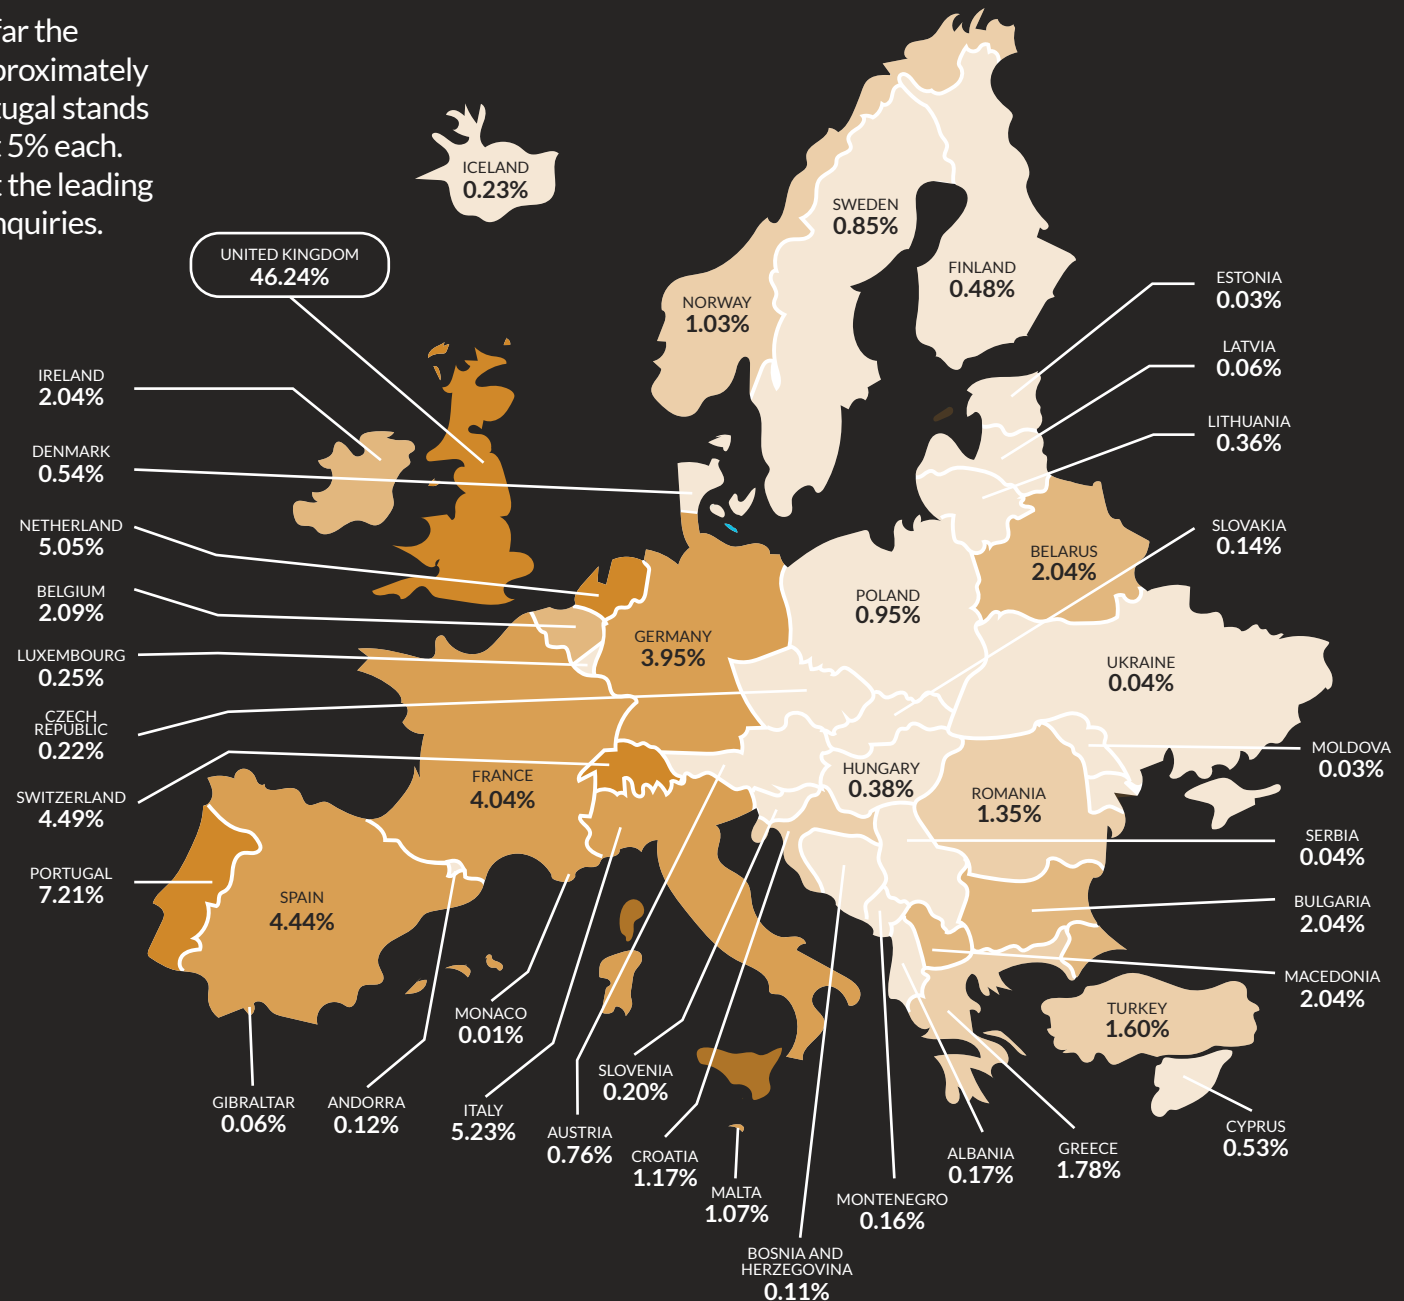 far the
proximately
tugal stands
t 5% each.
t the leading
nquiries.
ICELAND
0.23%
UNITED KINGDOM
46.24%
SWEDEN
0.85%
FINLAND
0.48%
NORWAY
1.03%
ESTONIA
0.03%
LATVIA
0.06%
LITHUANIA
0.36%
SLOVAKIA
0.14%
IRELAND
2.04%
DENMARK
0.54%
NETHERLAND
5.05%
BELGIUM
2.09%
LUXEMBOURG
0.25%
CZECH
REPUBLIC
0.22%
SWITZERLAND
4.49%
PORTUGAL
7.21%
BELARUS
2.04%
POLAND
0.95%
GERMANY
3.95%
UKRAINE
0.04%
MOLDOVA
0.03%
FRANCE
4.04%
HUNGARY
0.38%
ROMANIA
1.35%
SERBIA
0.04%
SPAIN
4.44%
BULGARIA
2.04%
MACEDONIA
2.04%
TURKEY
1.60%
MONACO
0.01%
SLOVENIA
0.20%
GIBRALTAR
0.06%
ANDORRA
0.12%
ITALY
5.23%
AUSTRIA
0.76%
CROATIA
1.17%
MALTA
1.07%
ALBANIA
0.17%
GREECE
1.78%
CYPRUS
0.53%
MONTENEGRO
0.16%
BOSNIA AND
HERZEGOVINA
0.11%